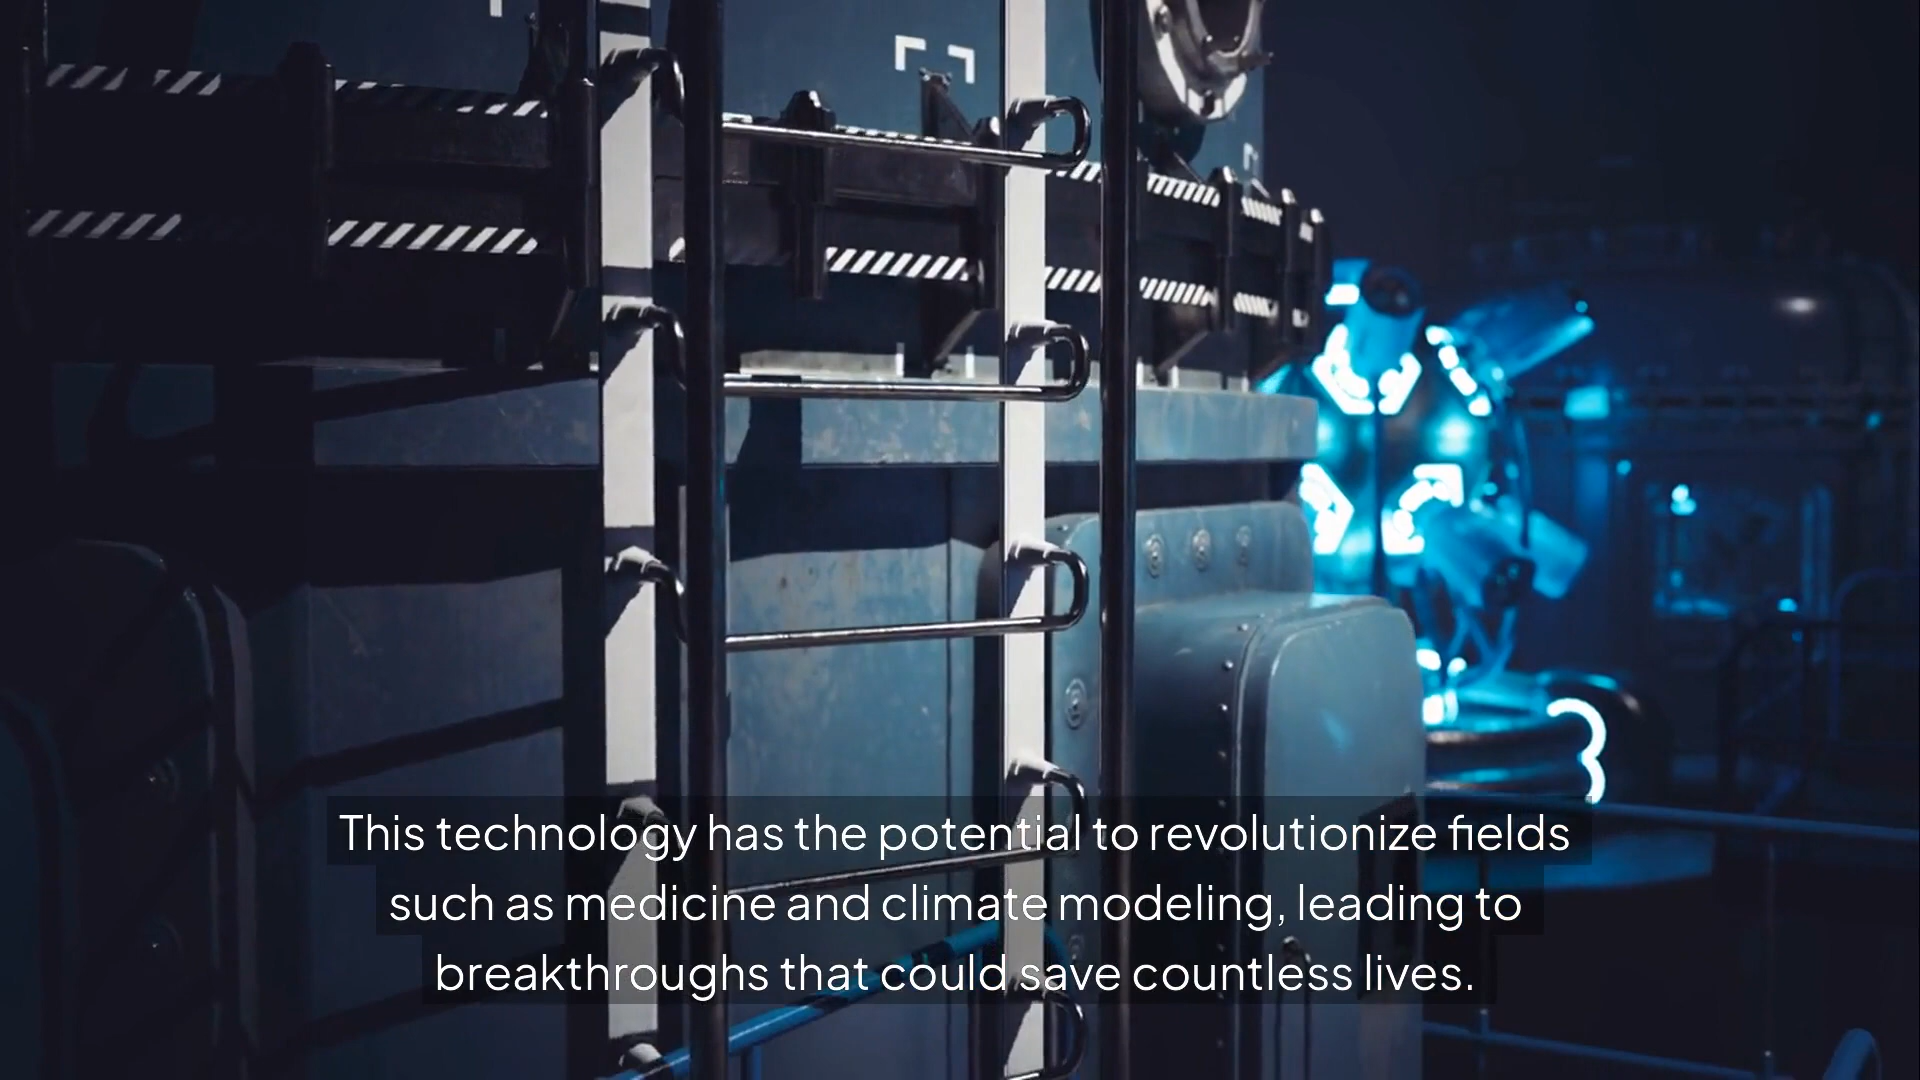 This technology has the potential to revolutionize fields
such as medicine and climate modeling, leading to
breakthroughs that could save countless lives.